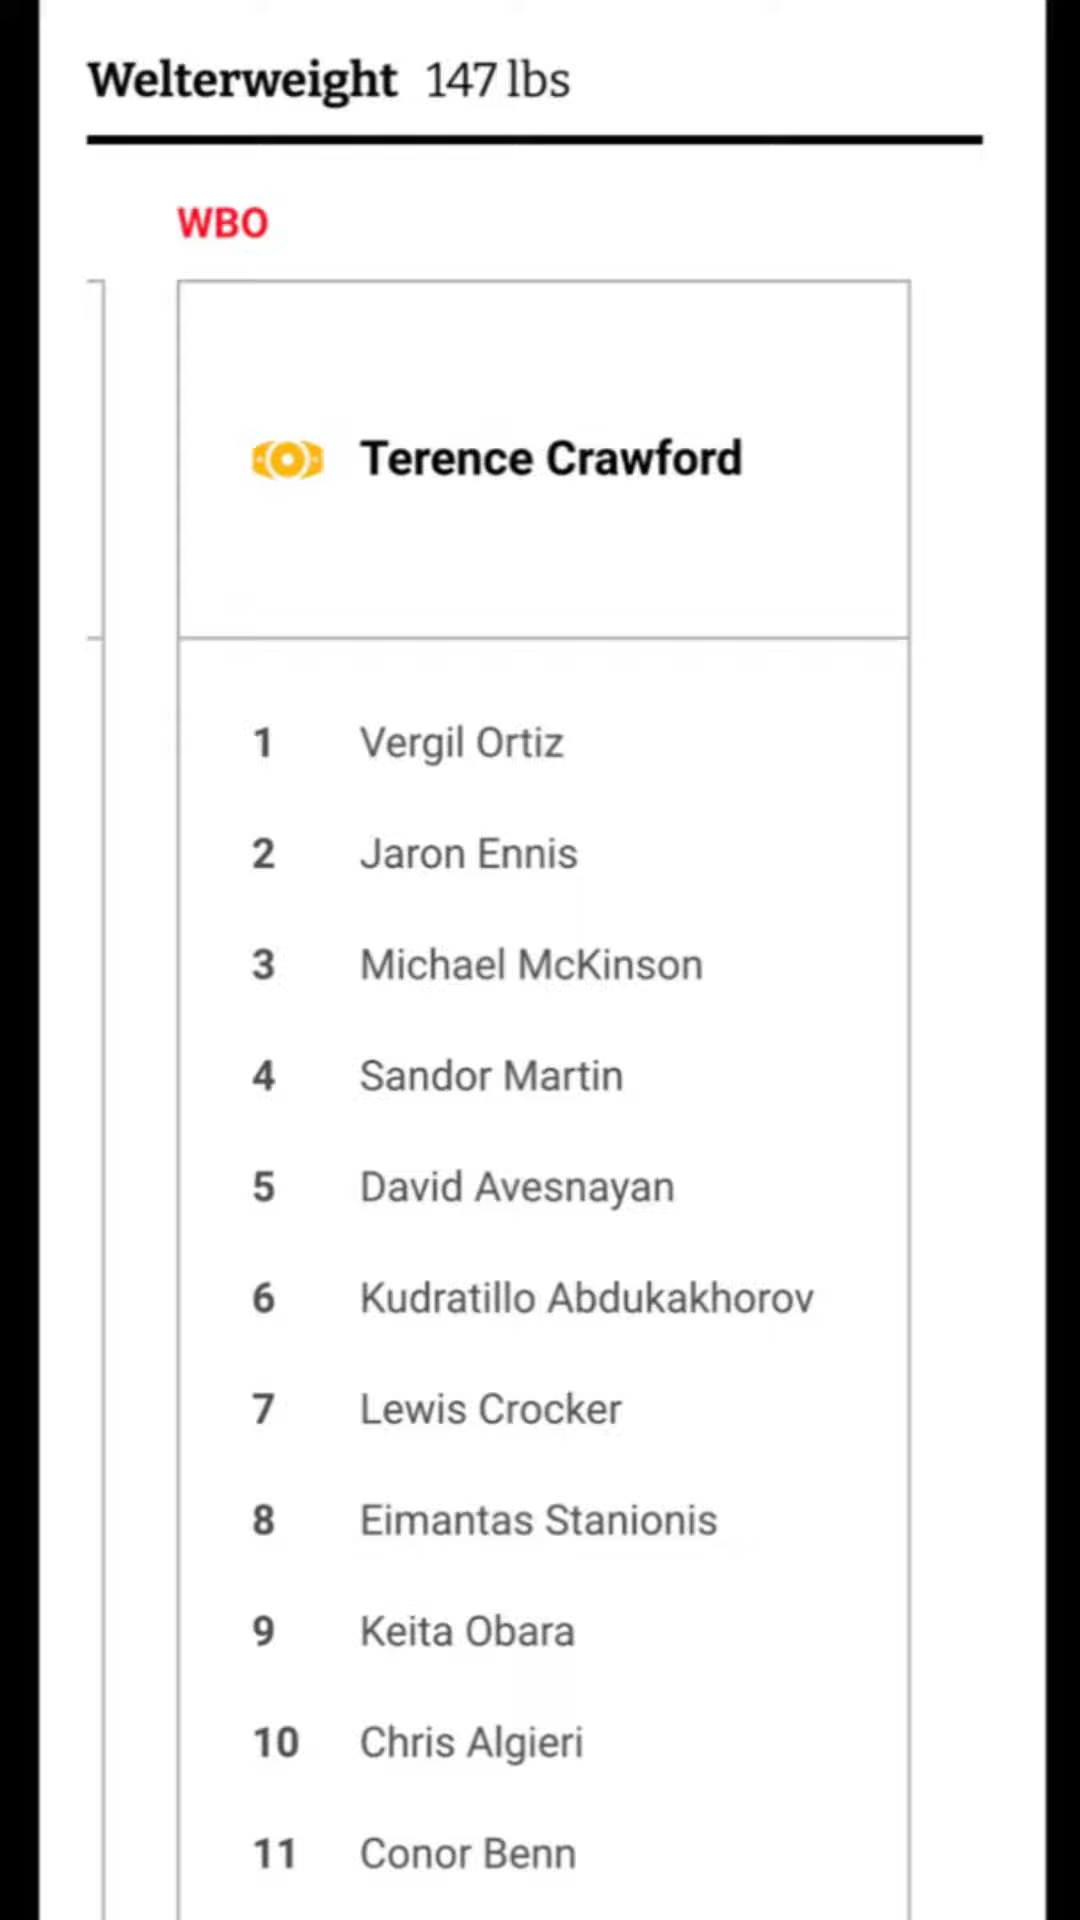 Welterweight 147 lbs
WBO
Terence Crawford
1 Vergil Ortiz
2 Jaron Ennis
3 Michael McKinson
4 Sandor Martin
5 David Avesnayan
6 Kudratillo Abdukakhorov
7 Lewis Crocker
8 Eimantas Stanionis
9 Keita Obara
10 Chris Algieri
11 Conor Benn